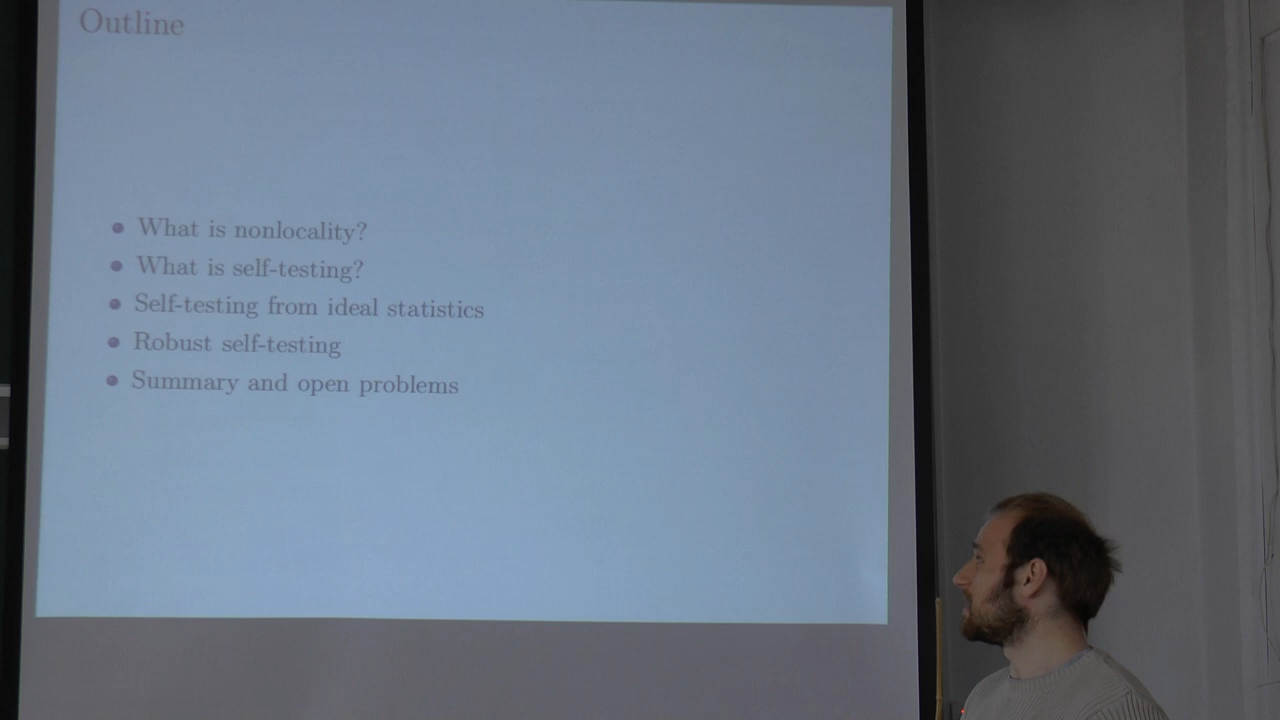 Outline
What is nonlocality?
What is self-testing?
Self-testing from ideal statistics
Robust self-testing
Summary and open problems